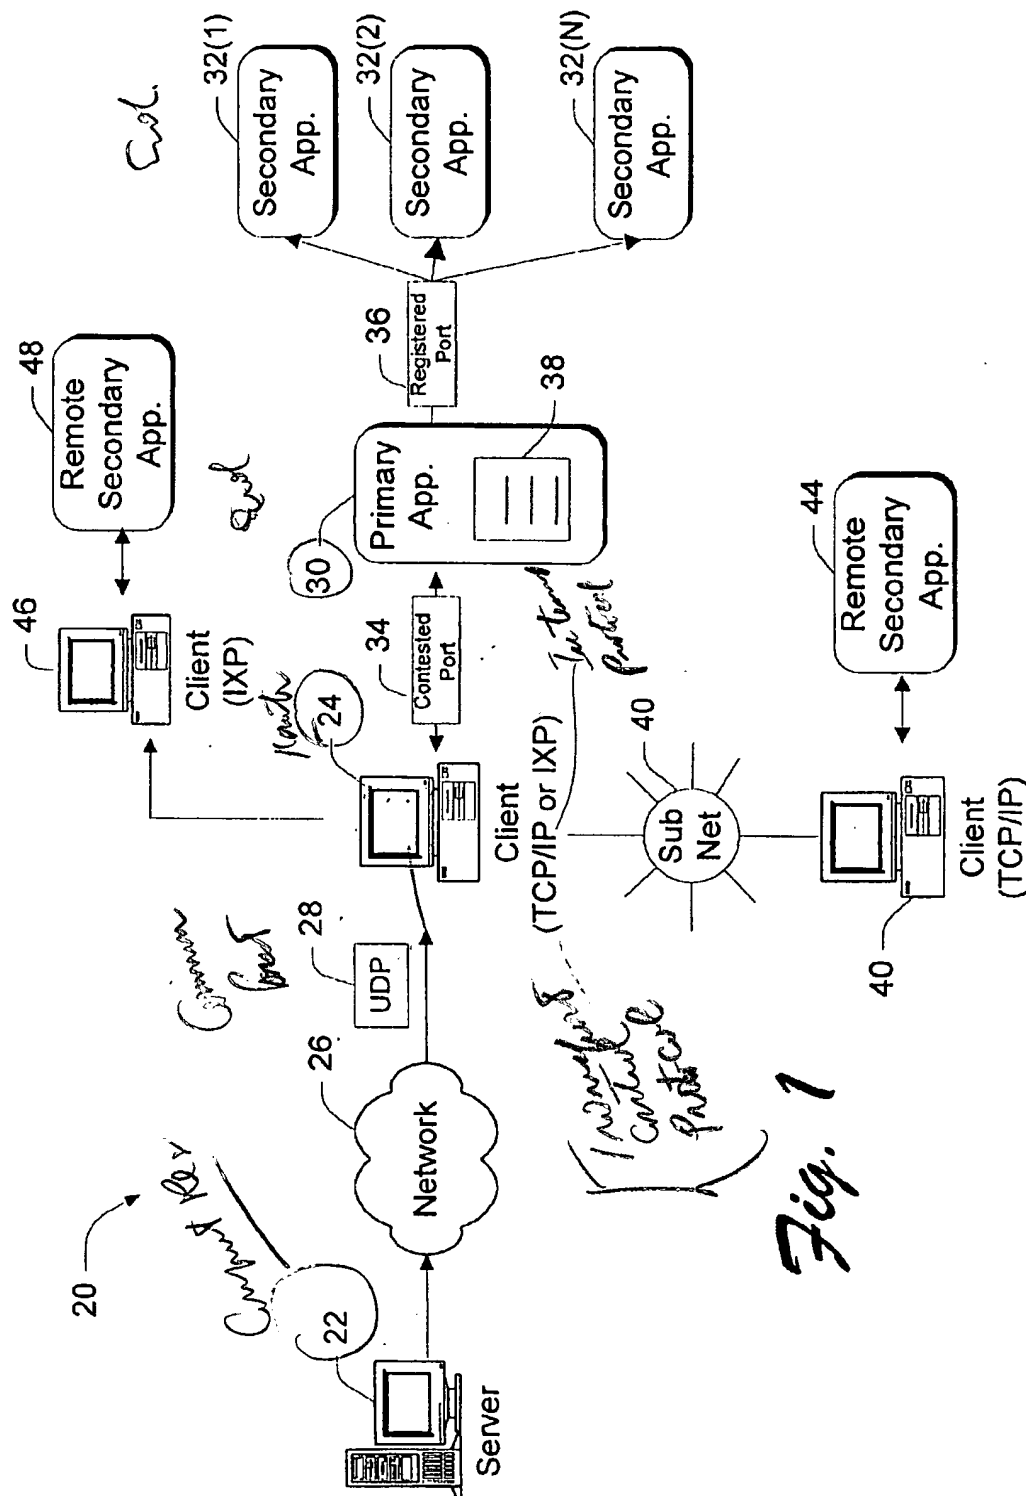 20
Server
22
Network
26
UDP
28
Client
(TCP/IP or IXP)
24
Client
(IXP)
46
Remote
Secondary
App.
48
Contested
Port
34
Primary
App.
30
38
Registered
Port
36
Secondary
App.
32(1)
Secondary
App.
32(2)
Secondary
App.
32(N)
Sub
Net
40
Client
(TCP/IP)
40
Remote
Secondary
App.
44
Protocol
Fig. 1